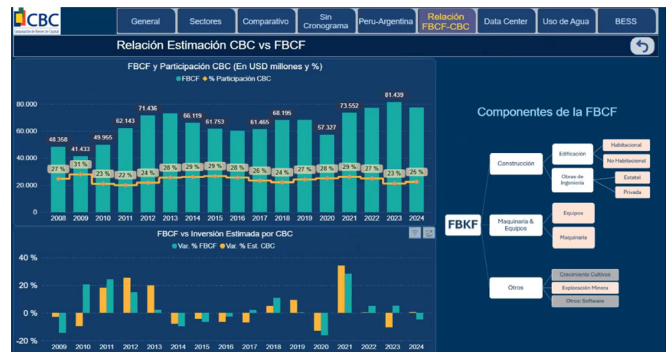 CBC
Corporación de Bienes de Capital
General
Sectores
Comparativo
Sin
Cronograma
Peru-Argentina
Relación
FBCF-CBC
Data Center
Uso de Agua
BESS
Relación Estimación CBC vs FBCF
FBCF y Participación CBC (En USD millones y %)
FBCF % Participación CBC
80.000
60.000
40.000
20.000
0
48.358 41.433 49.955 62.143 71.436 66.119 61.753 61.465 68.195 57.327 73.552 81.439
27 % 31 % 23 % 22 % 24 % 28 % 29 % 29 % 28 % 26 % 24 % 27 % 28 % 29 % 27 % 23 % 25 %
2008 2009 2010 2011 2012 2013 2014 2015 2016 2017 2018 2019 2020 2021 2022 2023 2024
FBCF vs Inversión Estimada por CBC
Var. % FBCF Var. % Est. CBC
40 %
20 %
0 %
-20 %
2009 2010 2011 2012 2013 2014 2015 2016 2017 2018 2019 2020 2021 2022 2023 2024
Componentes de la FBCF
FBKF
Construcción
Edificación
Habitacional
No Habitacional
Obras de
Ingeniería
Estatal
Privada
Maquinaria &
Equipos
Equipos
Maquinaria
Otros
Crecimiento Cultivos
Exploración Minera
Otros: Software